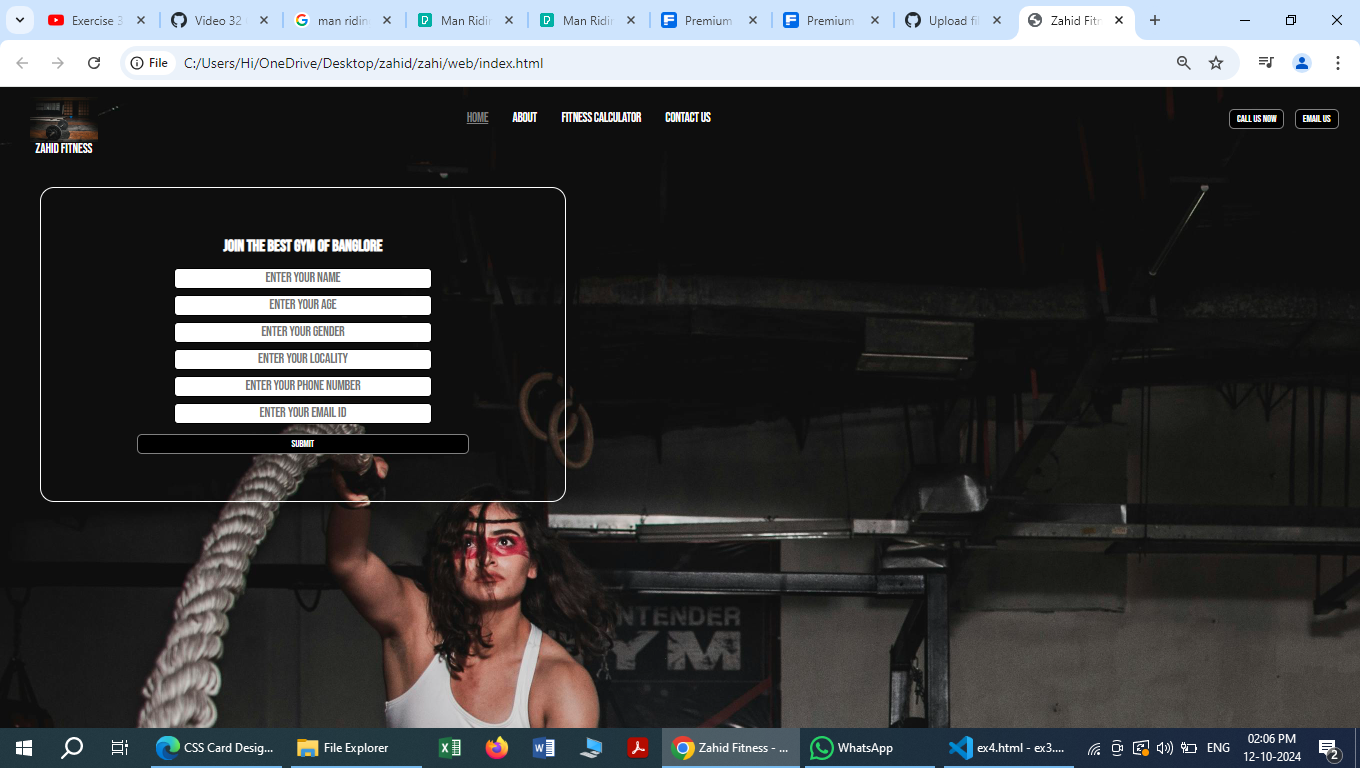 Exercise 3
Video 32
man ridin
Man Ridin
Man Ridin
Premium
Premium
Upload fil
Zahid Fitn
File
C:/Users/Hi/OneDrive/Desktop/zahid/zahi/web/index.html
ZAHID FITNESS
HOME
ABOUT
FITNESS CALCULATOR
CONTACT US
CALL US NOW
EMAIL US
JOIN THE BEST GYM OF BANGLORE
ENTER YOUR NAME
ENTER YOUR AGE
ENTER YOUR GENDER
ENTER YOUR LOCALITY
ENTER YOUR PHONE NUMBER
ENTER YOUR EMAIL ID
SUBMIT
NTENDER
YM
CSS Card Desig...
File Explorer
Zahid Fitness - ...
WhatsApp
ex4.html - ex3....
ENG
02:06 PM
12-10-2024
2